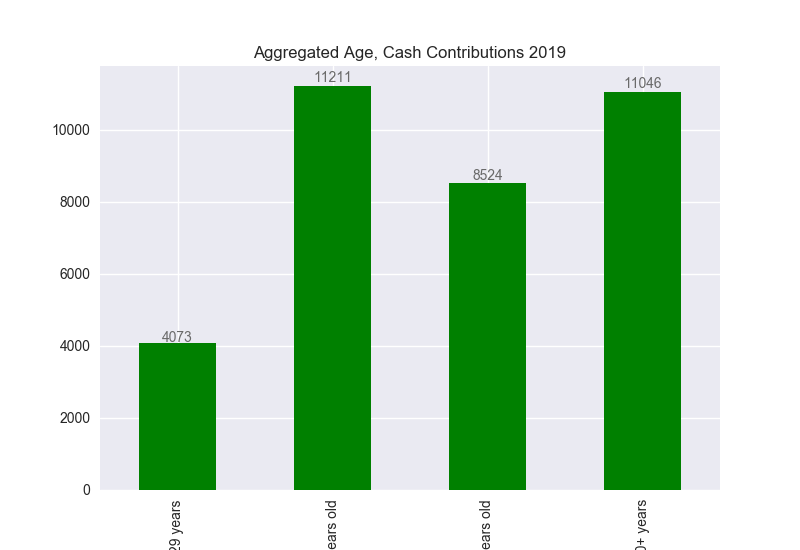 Aggregated Age, Cash Contributions 2019
11211
11046
10000
8524
8000
6000
4073
4000
2000
0
29 years
ears old
ears old
0+ years